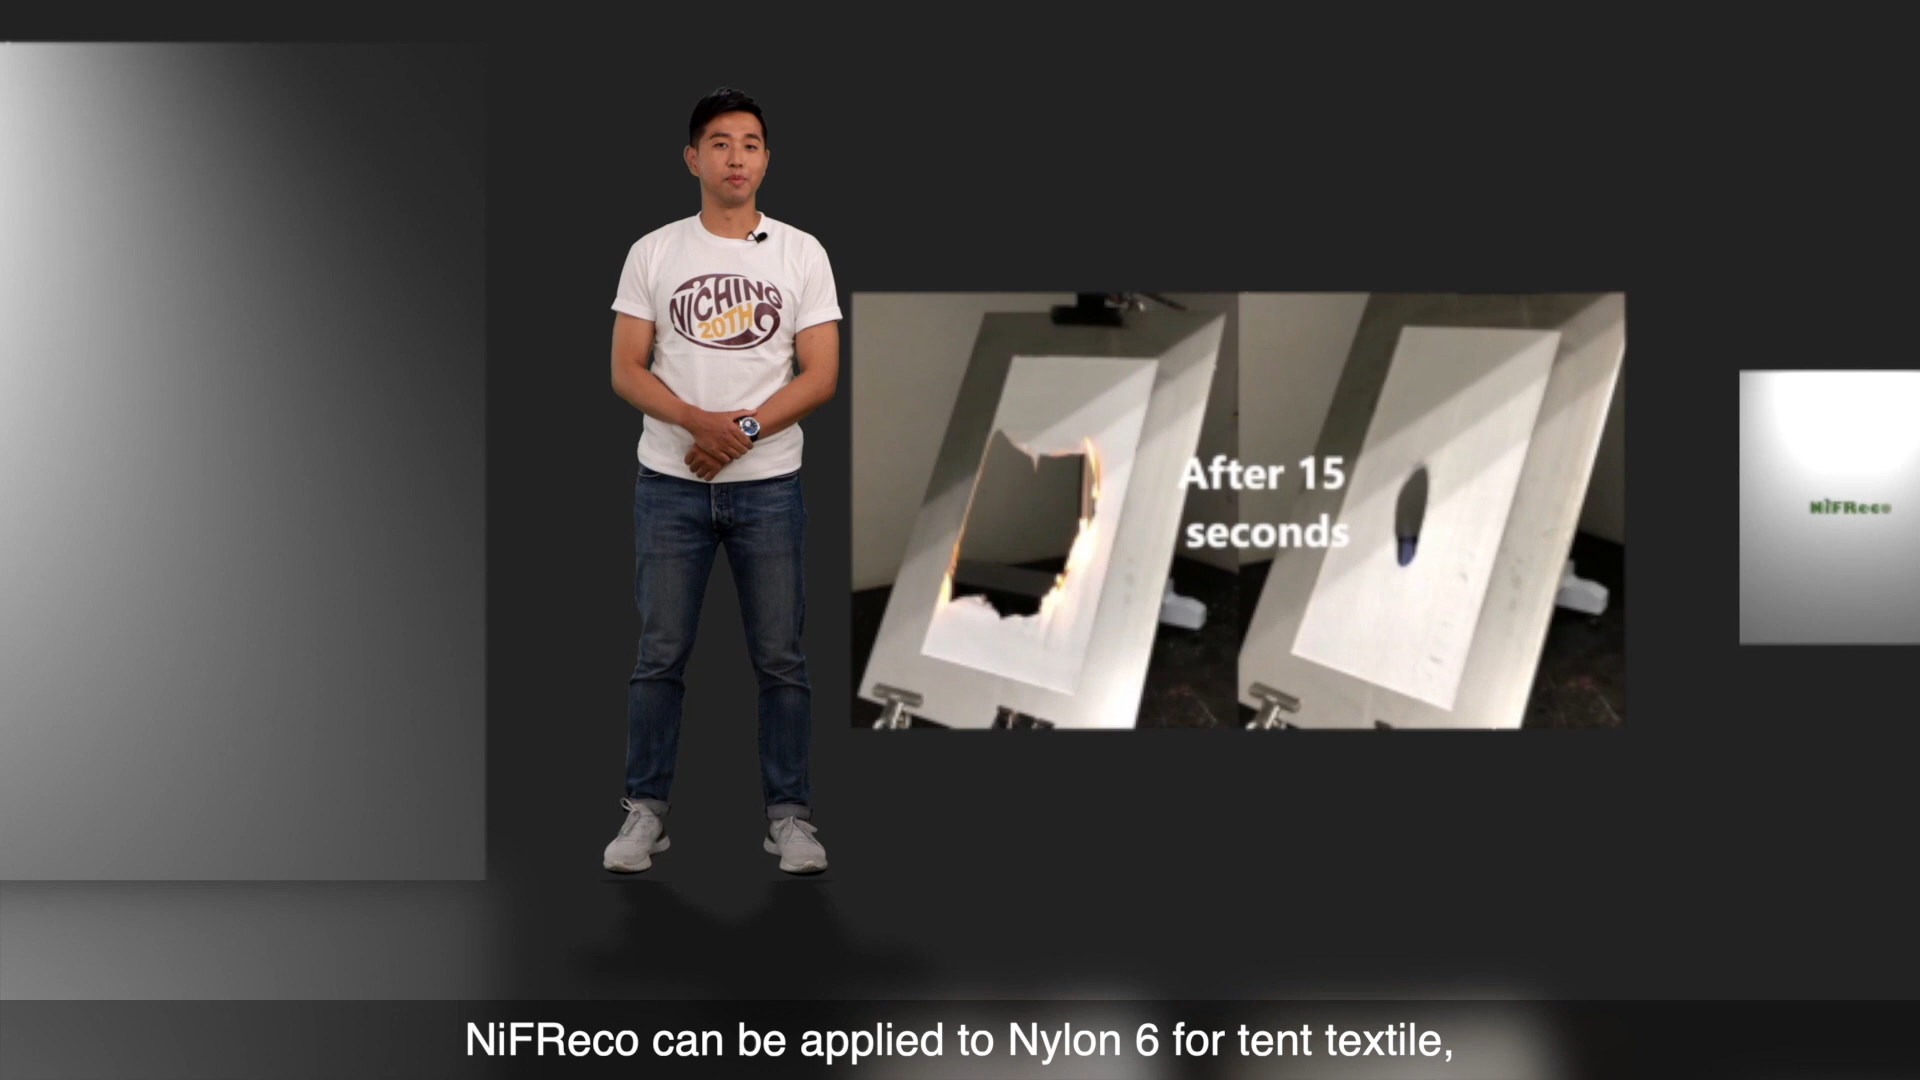 NICHING
20TH
After 15
seconds
NiFReco
NiFReco can be applied to Nylon 6 for tent textile,